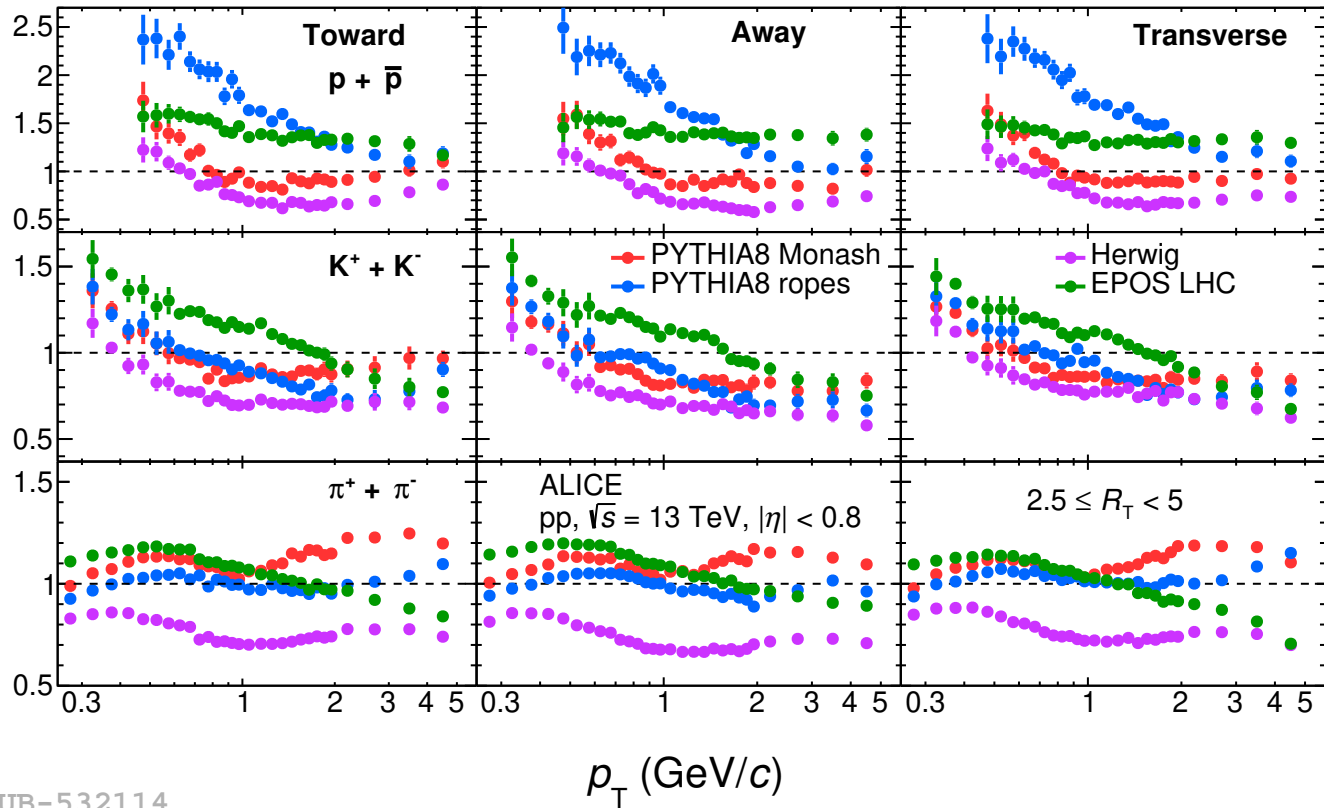 2.5
2
1.5
1
0.5
Toward
p + p̅
Away
Transverse
1.5
1
0.5
K⁺ + K⁻
PYTHIA8 Monash
PYTHIA8 ropes
Herwig
EPOS LHC
1.5
1
0.5
π⁺ + π⁻
ALICE
pp, √s = 13 TeV, |η| < 0.8
2.5 ≤ R_T < 5
0.3 1 2 3 4 5
0.3 1 2 3 4 5
0.3 1 2 3 4 5
p_T (GeV/c)
-532114